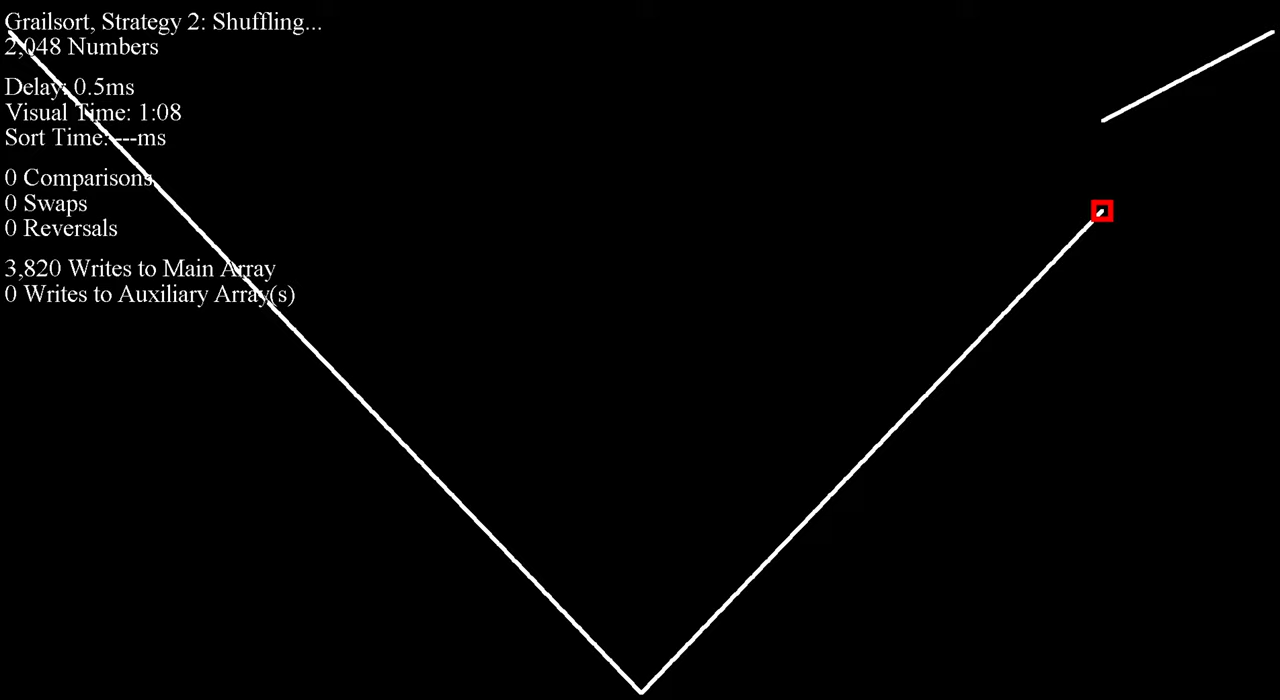 Grailsort, Strategy 2: Shuffling...
2,048 Numbers
Delay: 0.5ms
Visual Time: 1:08
Sort Time: ---ms
0 Comparisons
0 Swaps
0 Reversals
3,820 Writes to Main Array
0 Writes to Auxiliary Array(s)